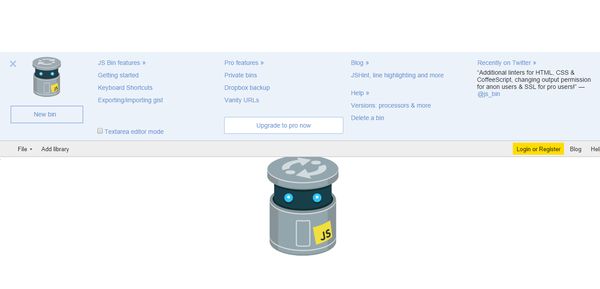 JS Bin features »
Getting started
Keyboard Shortcuts
Exporting/importing gist
Textarea editor mode
New bin
Pro features »
Private bins
Dropbox backup
Vanity URLs
Upgrade to pro now
Blog »
JSHint, line highlighting and more
Help »
Versions: processors & more
Delete a bin
Recently on Twitter »
"Additional linters for HTML, CSS &
CoffeeScript, changing output permission
for anon users & SSL for pro users!" —
@js_bin
File
Add library
Login or Register
Blog
Hel
JS